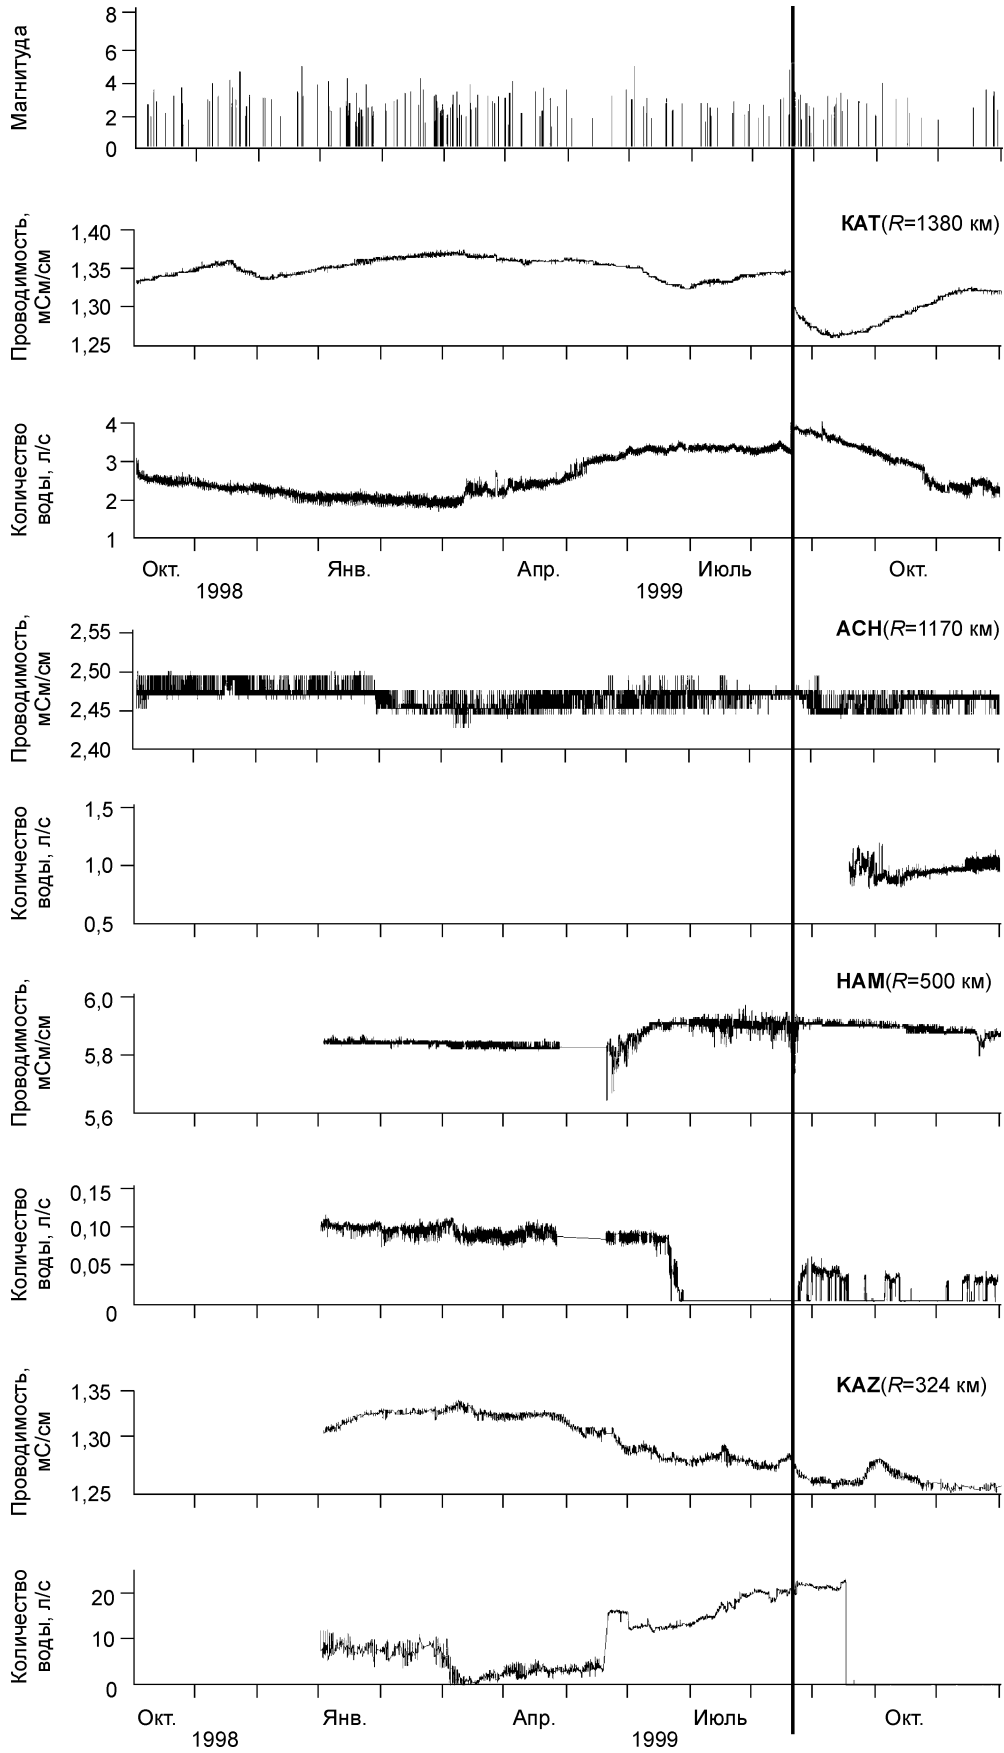 Магнитуда
8
6
4
2
0
Проводимость,
мСм/см
КАТ(R=1380 км)
1,40
1,35
1,30
1,25
Количество
воды, л/с
4
3
2
1
Окт. Янв. Апр. Июль Окт.
1998 1999
Проводимость,
мСм/см
АСН(R=1170 км)
2,55
2,50
2,45
2,40
Количество
воды, л/с
1,5
1,0
0,5
Проводимость,
мСм/см
НАМ(R=500 км)
6,0
5,8
5,6
Количество
воды, л/с
0,15
0,10
0,05
0
Проводимость,
мС/см
KAZ(R=324 км)
1,35
1,30
1,25
Количество
воды, л/с
20
10
0
Окт. Янв. Апр. Июль Окт.
1998 1999